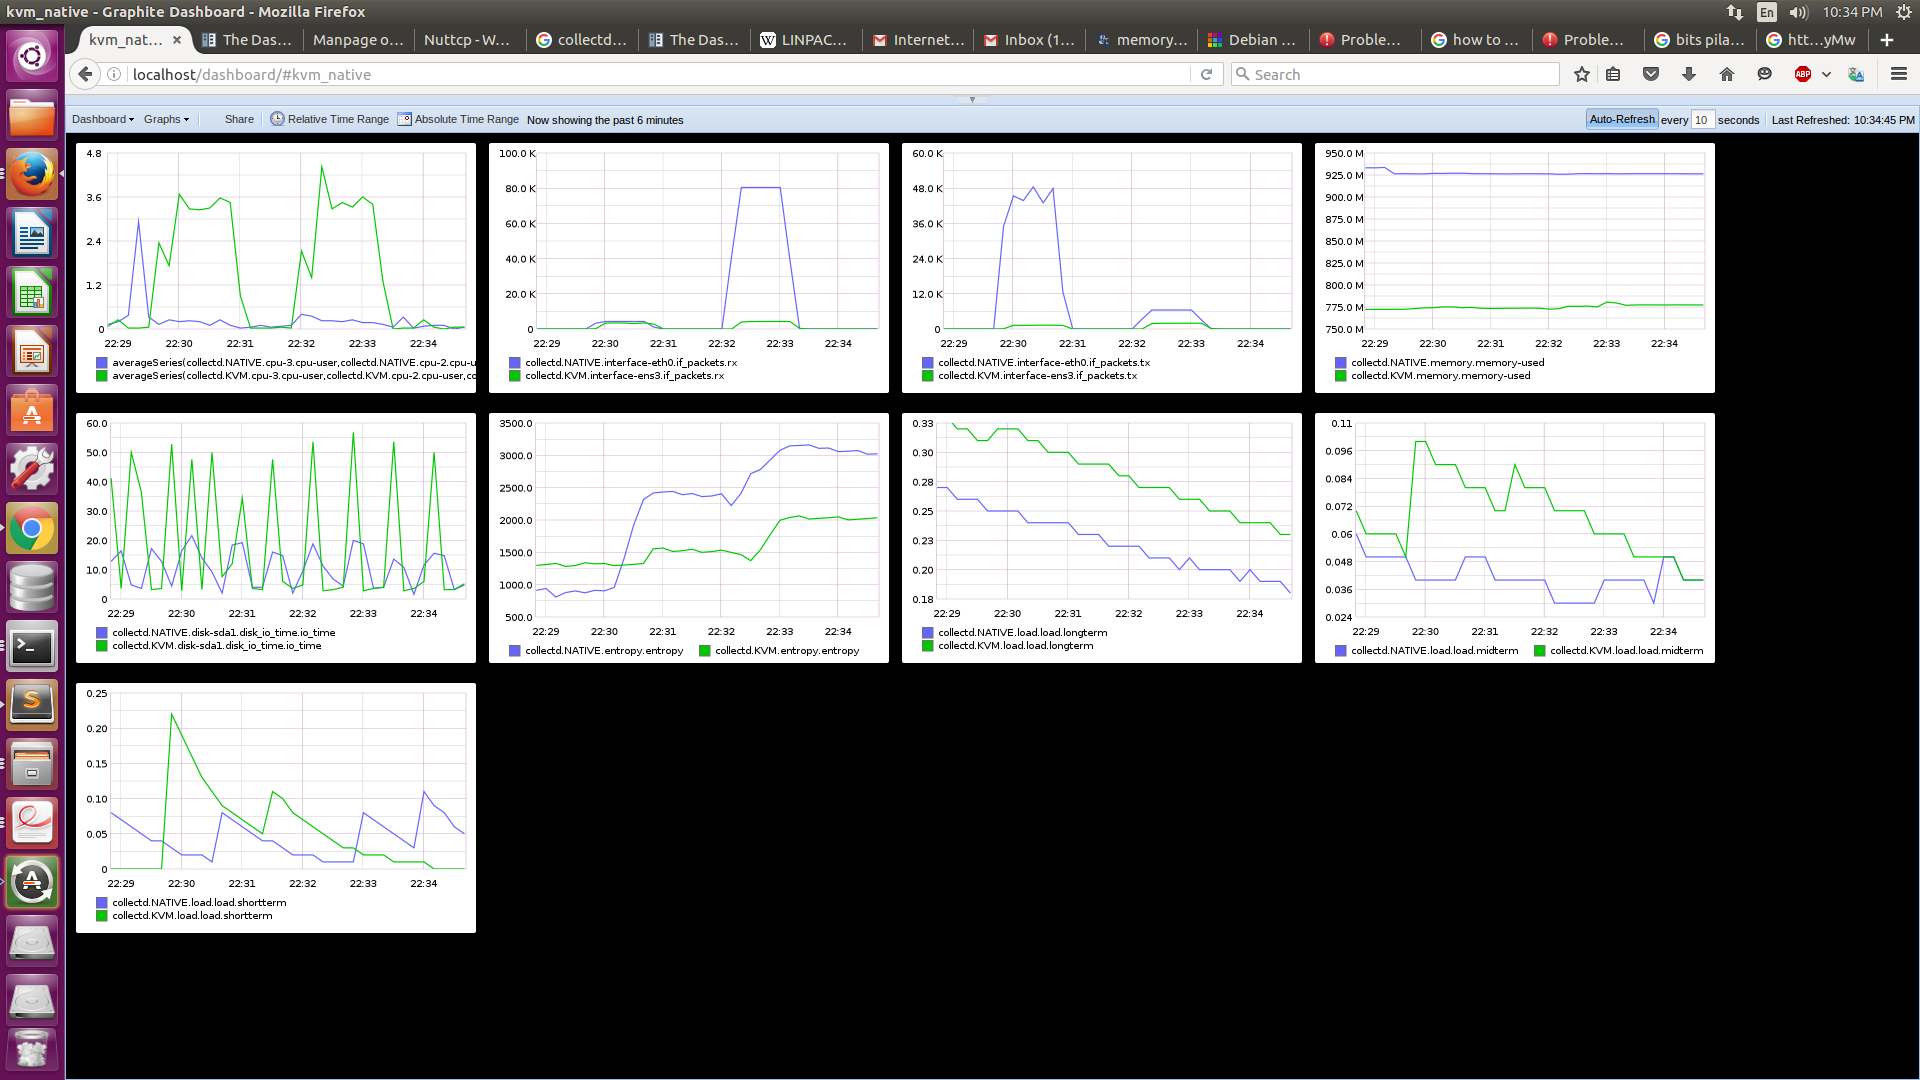 kvm_native - Graphite Dashboard - Mozilla Firefox
En 10:34 PM
kvm_nat... × The Das... Manpage o... Nuttcp - W... collectd... The Das... LINPAC... Internet... Inbox (1... memory... Debian ... Proble... how to ... Proble... bits pila... htt...yMw
localhost/dashboard/#kvm_native
Search
ABP
Dashboard Graphs Share Relative Time Range Absolute Time Range Now showing the past 6 minutes
Auto-Refresh every 10 seconds Last Refreshed: 10:34:45 PM
4.8
3.6
2.4
1.2
0
22:29 22:30 22:31 22:32 22:33 22:34
averageSeries(collectd.NATIVE.cpu-3.cpu-user,collectd.NATIVE.cpu-2.cpu-u
averageSeries(collectd.KVM.cpu-3.cpu-user,collectd.KVM.cpu-2.cpu-user,co
100.0 K
80.0 K
60.0 K
40.0 K
20.0 K
0
22:29 22:30 22:31 22:32 22:33 22:34
collectd.NATIVE.interface-eth0.if_packets.rx
collectd.KVM.interface-ens3.if_packets.rx
60.0 K
48.0 K
36.0 K
24.0 K
12.0 K
0
22:29 22:30 22:31 22:32 22:33 22:34
collectd.NATIVE.interface-eth0.if_packets.tx
collectd.KVM.interface-ens3.if_packets.tx
950.0 M
925.0 M
900.0 M
875.0 M
850.0 M
825.0 M
800.0 M
775.0 M
750.0 M
22:29 22:30 22:31 22:32 22:33 22:34
collectd.NATIVE.memory.memory-used
collectd.KVM.memory.memory-used
60.0
50.0
40.0
30.0
20.0
10.0
0
22:29 22:30 22:31 22:32 22:33 22:34
collectd.NATIVE.disk-sda1.disk_io_time.io_time
collectd.KVM.disk-sda1.disk_io_time.io_time
3500.0
3000.0
2500.0
2000.0
1500.0
1000.0
500.0
22:29 22:30 22:31 22:32 22:33 22:34
collectd.NATIVE.entropy.entropy collectd.KVM.entropy.entropy
0.33
0.30
0.28
0.25
0.23
0.20
0.18
22:29 22:30 22:31 22:32 22:33 22:34
collectd.NATIVE.load.load.longterm
collectd.KVM.load.load.longterm
0.11
0.096
0.084
0.072
0.06
0.048
0.036
0.024
22:29 22:30 22:31 22:32 22:33 22:34
collectd.NATIVE.load.load.midterm collectd.KVM.load.load.midterm
0.25
0.20
0.15
0.10
0.05
0
22:29 22:30 22:31 22:32 22:33 22:34
collectd.NATIVE.load.load.shortterm
collectd.KVM.load.load.shortterm